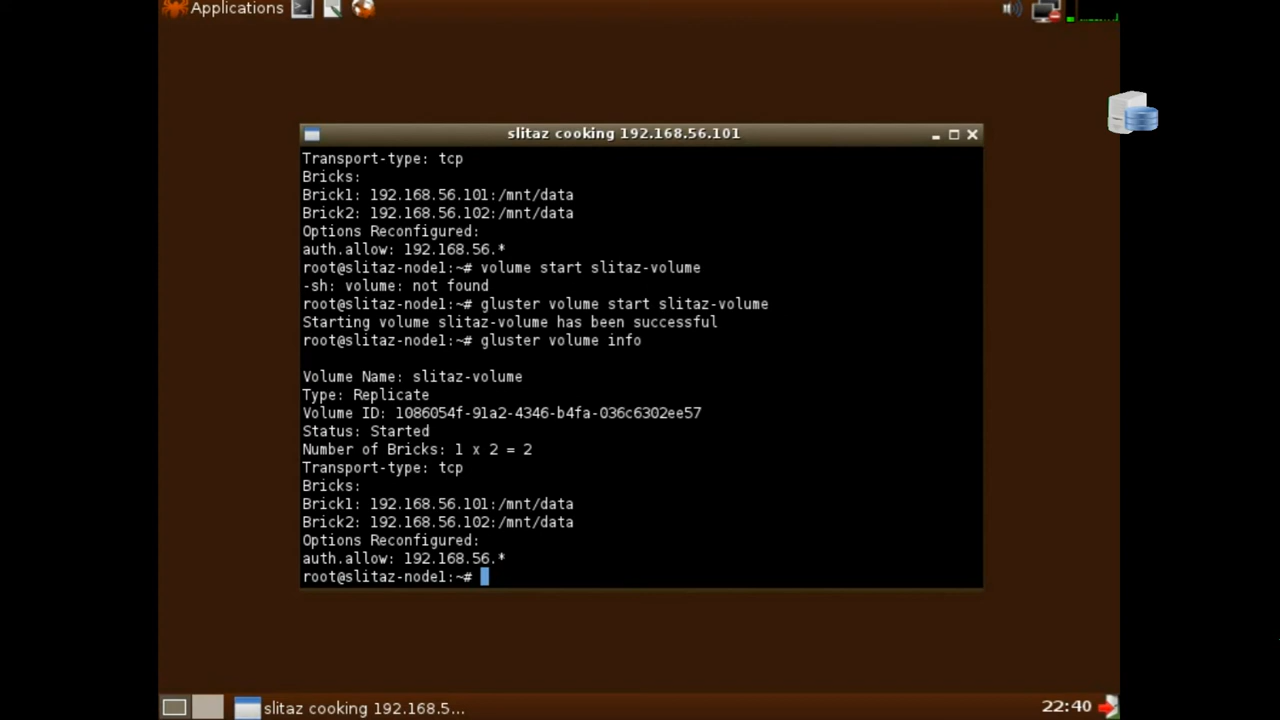 Applications
slitaz cooking 192.168.56.101
Transport-type: tcp
Bricks:
Brick1: 192.168.56.101:/mnt/data
Brick2: 192.168.56.102:/mnt/data
Options Reconfigured:
auth.allow: 192.168.56.*
root@slitaz-node1:~# volume start slitaz-volume
-sh: volume: not found
root@slitaz-node1:~# gluster volume start slitaz-volume
Starting volume slitaz-volume has been successful
root@slitaz-node1:~# gluster volume info
Volume Name: slitaz-volume
Type: Replicate
Volume ID: 1086054f-91a2-4346-b4fa-036c6302ee57
Status: Started
Number of Bricks: 1 x 2 = 2
Transport-type: tcp
Bricks:
Brick1: 192.168.56.101:/mnt/data
Brick2: 192.168.56.102:/mnt/data
Options Reconfigured:
auth.allow: 192.168.56.*
root@slitaz-node1:~#
slitaz cooking 192.168.5...
22:40